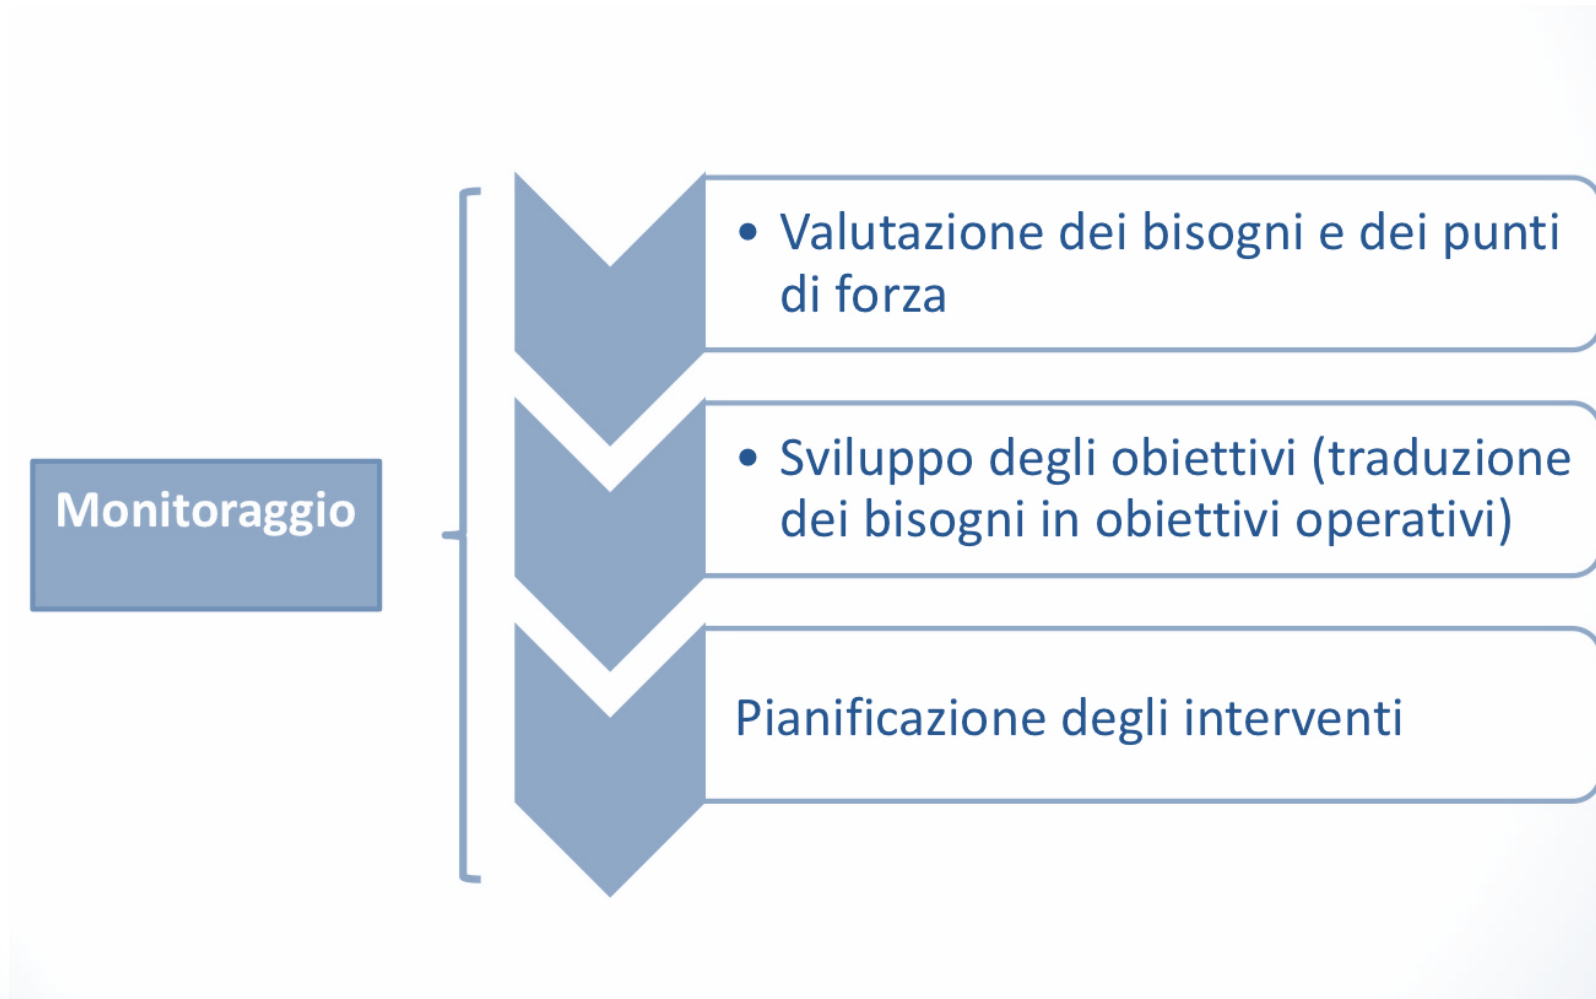 Monitoraggio
• Valutazione dei bisogni e dei punti
di forza
• Sviluppo degli obiettivi (traduzione
dei bisogni in obiettivi operativi)
Pianificazione degli interventi